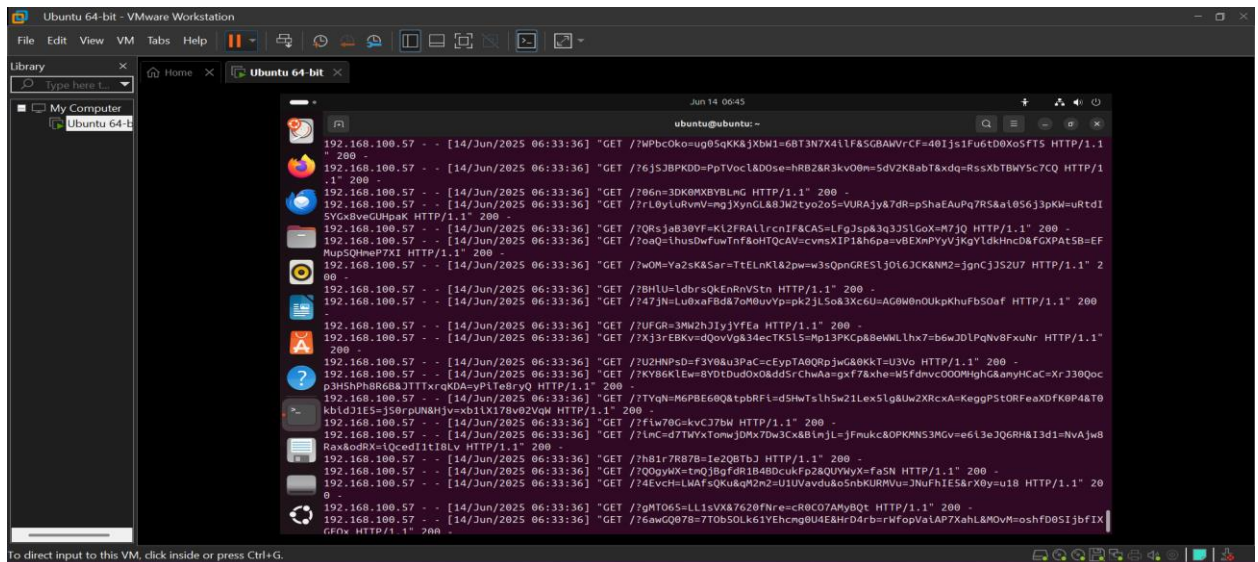 Ubuntu 64-bit - VMware Workstation
File Edit View VM Tabs Help
Library
Type here t...
Home
Ubuntu 64-bit
My Computer
Ubuntu 64-b
Jun 14 06:45
ubuntu@ubuntu: ~
192.168.100.57 - - [14/Jun/2025 06:33:36] "GET /?WPbcOko=ug05qKK&jXbW1=6BT3N7X4ilF&SGBAWVrCF=40Ijs1Fu6tD0XoSfTS HTTP/1.1
" 200 -
192.168.100.57 - - [14/Jun/2025 06:33:36] "GET /?6jSJBPKDD=PpTVocl&DOse=hRB2&R3kvO0m=5dV2K8abT&xdq=RssXbTBWYSc7CQ HTTP/1
.1" 200 -
192.168.100.57 - - [14/Jun/2025 06:33:36] "GET /?06n=3DK0MXBYBLmG HTTP/1.1" 200 -
192.168.100.57 - - [14/Jun/2025 06:33:36] "GET /?rL0yiuRvmV=mgjXynGL&8JW2tyo2o5=VURAjy&7dR=pShaEAuPq7RS&ai0S6j3pKW=uRtdI
SYGx8veGUHpaK HTTP/1.1" 200 -
192.168.100.57 - - [14/Jun/2025 06:33:36] "GET /?QRsjaB30YF=Ki2FRAilrcnIF&CAS=LFgJsp&3q3JSlGoX=M7jQ HTTP/1.1" 200 -
192.168.100.57 - - [14/Jun/2025 06:33:36] "GET /?oaQ=ihusDwfuwTnf&oHTQcAV=cvmsXIP1&h6pa=vBEXmPYyVjKgYldkHncD&fGXPAt5B=EF
MupSQHmeP7XI HTTP/1.1" 200 -
192.168.100.57 - - [14/Jun/2025 06:33:36] "GET /?wOM=Ya2sK&Sar=TtELnKl&2pw=w3sQpnGRESljOi6JCK&NM2=jgnCjJS2U7 HTTP/1.1" 2
00 -
192.168.100.57 - - [14/Jun/2025 06:33:36] "GET /?BHlU=ldbrsQkEnRnVStn HTTP/1.1" 200 -
192.168.100.57 - - [14/Jun/2025 06:33:36] "GET /?47jN=Lu0xaFBd&7oM0uvYp=pk2jL5o&3Xc6U=AG0W0nOUkpKhuFbSOaf HTTP/1.1" 200
-
192.168.100.57 - - [14/Jun/2025 06:33:36] "GET /?UFGR=3MW2hJIyjYfEa HTTP/1.1" 200 -
192.168.100.57 - - [14/Jun/2025 06:33:36] "GET /?Xj3rEBKv=dQovVg&34ecTK5l5=Mp13PKCp&8eWWLlhx7=b6wJDlPqNv8FxuNr HTTP/1.1"
200 -
192.168.100.57 - - [14/Jun/2025 06:33:36] "GET /?U2HNPsD=f3Y0&u3PaC=cEypTA0QRpjwG&0KkT=U3Vo HTTP/1.1" 200 -
192.168.100.57 - - [14/Jun/2025 06:33:36] "GET /?KY86KlEw=8YDtDudOxO&ddSrChwAa=gxf7&xhe=W5fdmvcOOOMHghG&amyHCaC=XrJ30Qoc
p3H5hPh8R6B&JTTTxrqKDA=yPiTe8ryQ HTTP/1.1" 200 -
192.168.100.57 - - [14/Jun/2025 06:33:36] "GET /?TYqN=M6PBE60Q&tpbRFi=d5HwTslhSw21Lex5lg&Uw2XRcxA=KeggPStORFeaXDfK0P4&T0
kbidJ1ES=jS0rpUN&Hjv=xb1iX178v02VqW HTTP/1.1" 200 -
192.168.100.57 - - [14/Jun/2025 06:33:36] "GET /?fiw70G=kvCJ7bW HTTP/1.1" 200 -
192.168.100.57 - - [14/Jun/2025 06:33:36] "GET /?imC=d7TWYxTomwjDMx7Dw3Cx&BimjL=jFmukc&OPKMNS3MGv=e6i3eJQ6RH&I3d1=NvAjw8
Rax&odRX=iQcedI1tI8Lv HTTP/1.1" 200 -
192.168.100.57 - - [14/Jun/2025 06:33:36] "GET /?h81r7R87B=Ie2QBTbJ HTTP/1.1" 200 -
192.168.100.57 - - [14/Jun/2025 06:33:36] "GET /?QOgyWX=tmQjBgfdR1B4BDcukFp2&QUYWyX=faSN HTTP/1.1" 200 -
192.168.100.57 - - [14/Jun/2025 06:33:36] "GET /?4EvcH=LWAfsQKu&qM2m2=U1UVavdu&o5nbKURMVu=JNuFhIES&rX0y=u18 HTTP/1.1" 20
0 -
192.168.100.57 - - [14/Jun/2025 06:33:36] "GET /?gMTO65=LL1sVX&7620fNre=cR0CO7AMyBQt HTTP/1.1" 200 -
192.168.100.57 - - [14/Jun/2025 06:33:36] "GET /?6awGQ078=7TObSOLk61YEhcmg0U4E&HrD4rb=rWfopVaiAP7XahL&MOvM=oshfD0SIjbfIX
GEOx HTTP/1.1" 200 -
To direct input to this VM, click inside or press Ctrl+G.